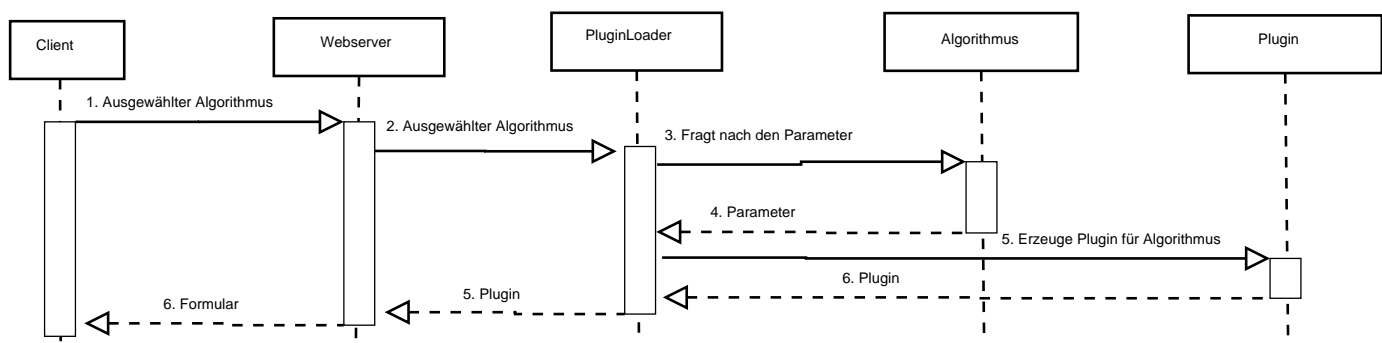 Client
Webserver
PluginLoader
Algorithmus
Plugin
1. Ausgewählter Algorithmus
2. Ausgewählter Algorithmus
3. Fragt nach den Parameter
4. Parameter
5. Erzeuge Plugin für Algorithmus
6. Plugin
5. Plugin
6. Formular